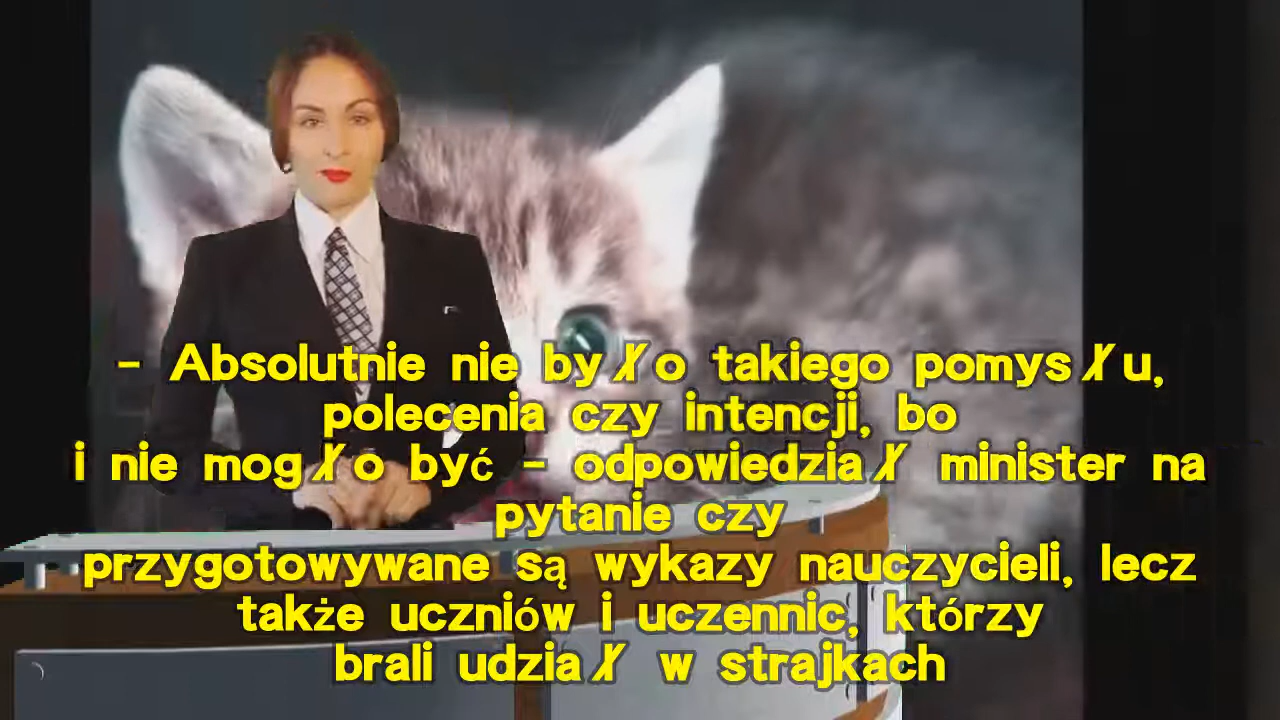 - Absolutnie nie było takiego pomysłu,
polecenia czy intencji, bo
i nie mogło być - odpowiedział minister na
pytanie czy
przygotowywane są wykazy nauczycieli, lecz
także uczniów i uczennic, którzy
brali udział w strajkach